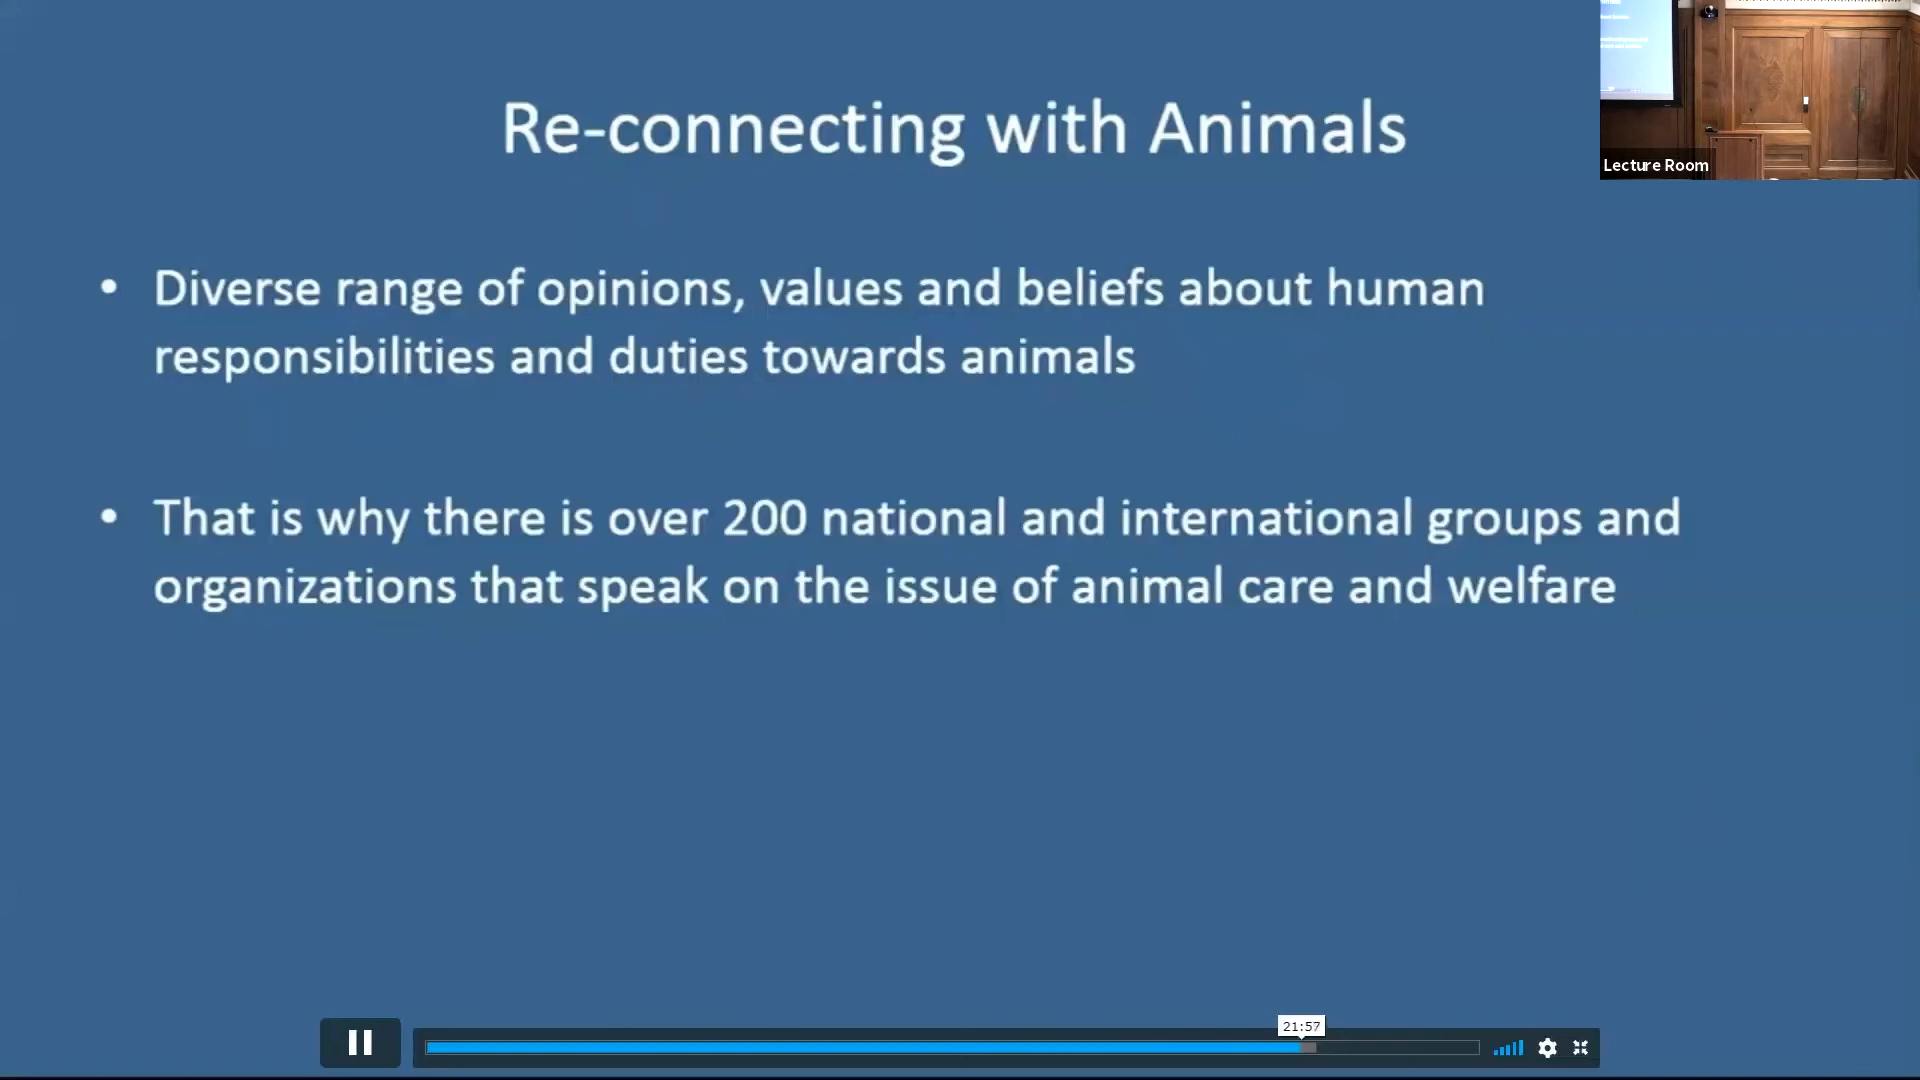 Re-connecting with Animals
Lecture Room
• Diverse range of opinions, values and beliefs about human
responsibilities and duties towards animals
• That is why there is over 200 national and international groups and
organizations that speak on the issue of animal care and welfare
21:57